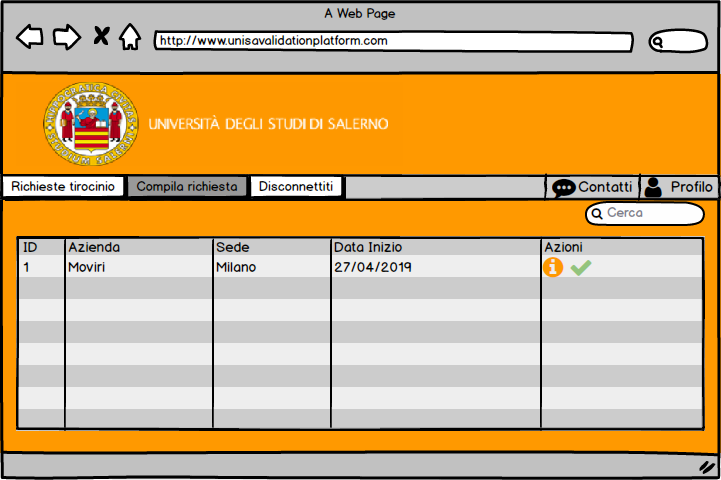 A Web Page
http://www.unisavalidationplatform.com
UNIVERSITÀ DEGLI STUDI DI SALERNO
Richieste tirocinio Compila richiesta Disconnettiti Contatti Profilo
Cerca
ID Azienda Sede Data Inizio Azioni
1 Moviri Milano 27/04/2019